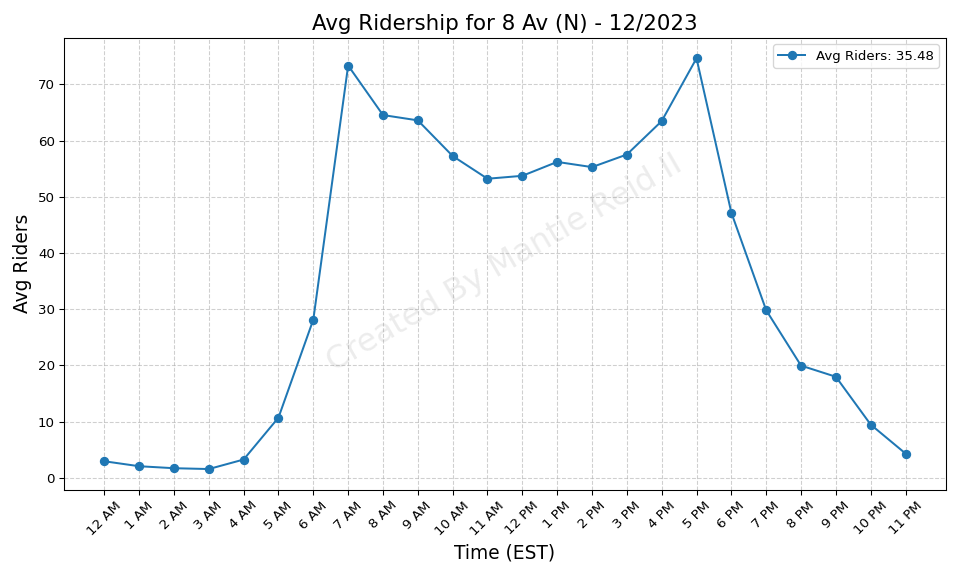 Avg Ridership for 8 Av (N) - 12/2023
Avg Riders: 35.48
Avg Riders
70
60
50
40
30
20
10
0
Created By Mantie Reid II
12 AM
1 AM
2 AM
3 AM
4 AM
5 AM
6 AM
7 AM
8 AM
9 AM
10 AM
11 AM
12 PM
1 PM
2 PM
3 PM
4 PM
5 PM
6 PM
7 PM
8 PM
9 PM
10 PM
11 PM
Time (EST)